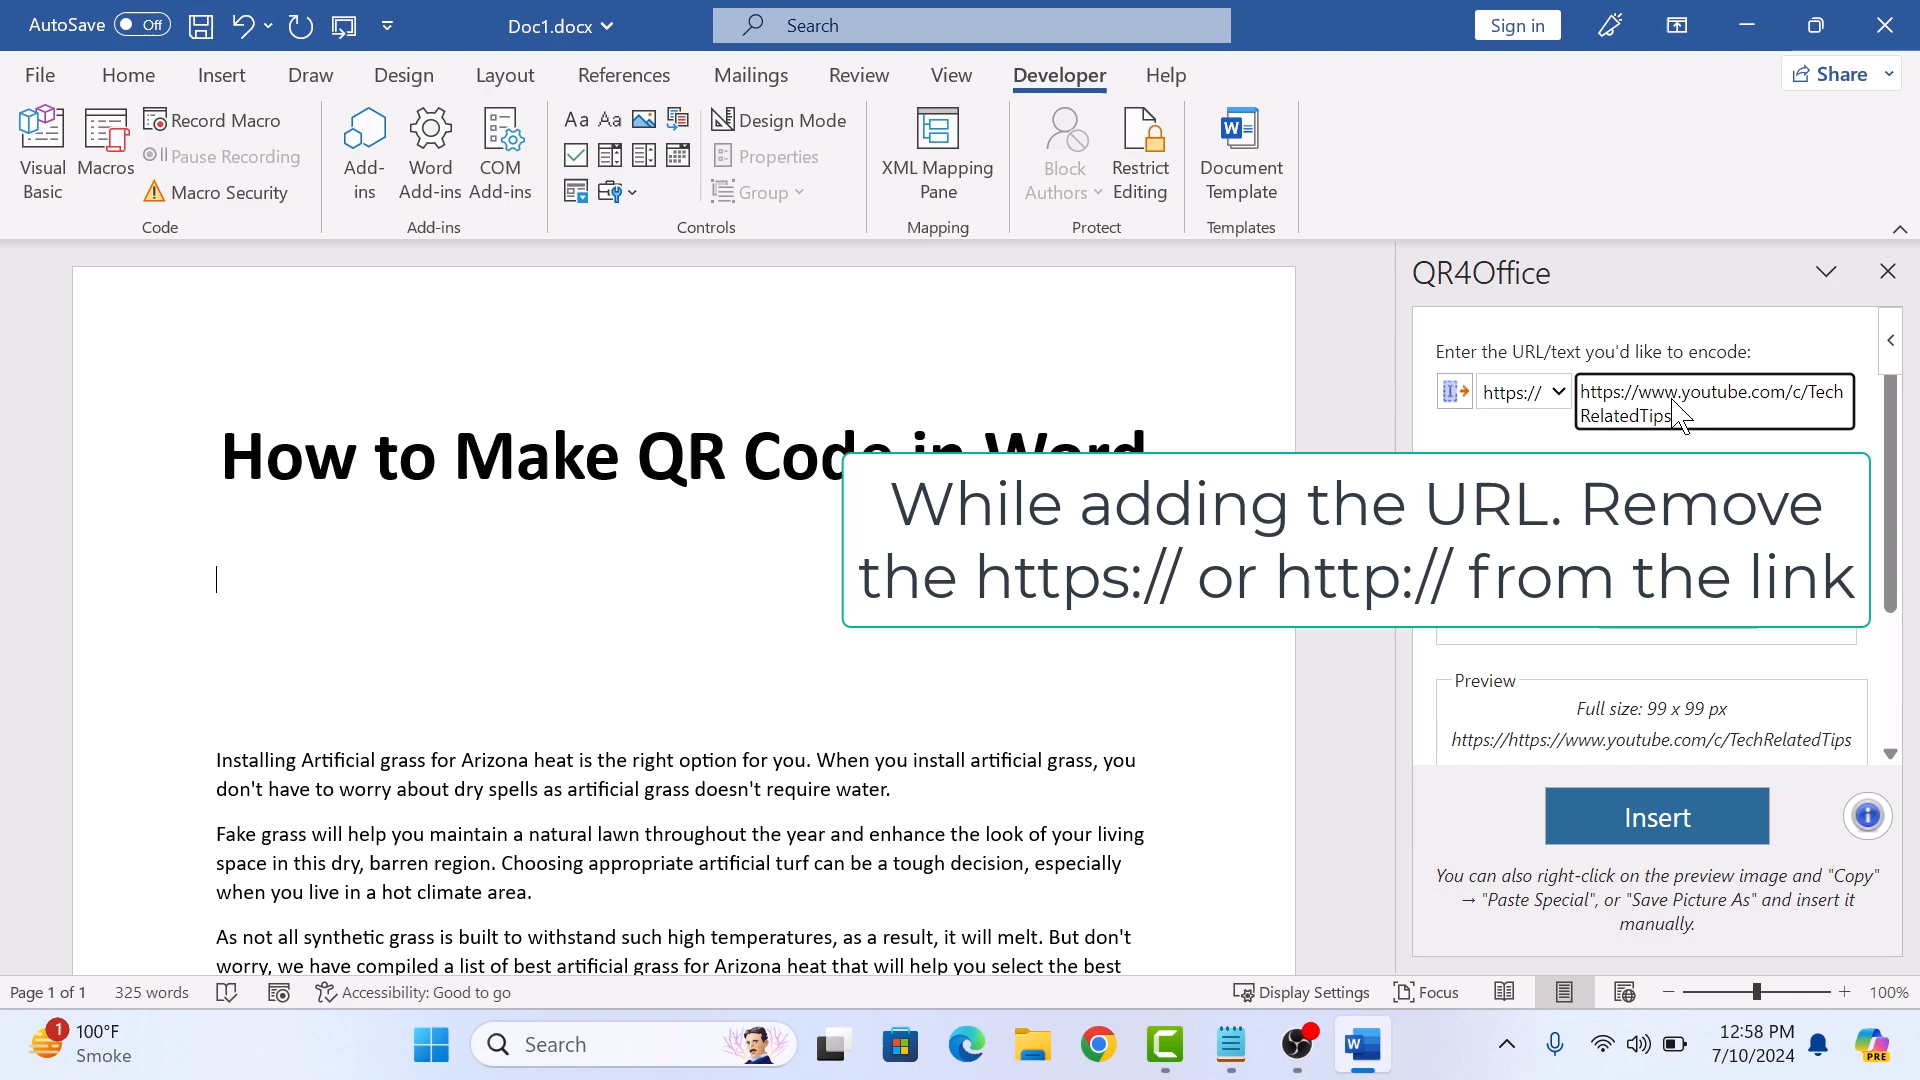 AutoSave Off
Doc1.docx
Search
Sign in
File Home Insert Draw Design Layout References Mailings Review View Developer Help
Share
Visual Basic
Macros
Record Macro
Pause Recording
Macro Security
Code
Add-ins
Word Add-ins
COM Add-ins
Add-ins
Aa Aa
Design Mode
Properties
Group
Controls
XML Mapping Pane
Mapping
Block Authors
Restrict Editing
Protect
Document Template
Templates
QR4Office
Enter the URL/text you'd like to encode:
https://
https://www.youtube.com/c/Tech
RelatedTips
How to Make QR Code in Word
While adding the URL. Remove
the https:// or http:// from the link
Preview
Full size: 99 x 99 px
https://https://www.youtube.com/c/TechRelatedTips
Insert
You can also right-click on the preview image and "Copy"
→ "Paste Special", or "Save Picture As" and insert it
manually.
Installing Artificial grass for Arizona heat is the right option for you. When you install artificial grass, you
don't have to worry about dry spells as artificial grass doesn't require water.
Fake grass will help you maintain a natural lawn throughout the year and enhance the look of your living
space in this dry, barren region. Choosing appropriate artificial turf can be a tough decision, especially
when you live in a hot climate area.
As not all synthetic grass is built to withstand such high temperatures, as a result, it will melt. But don't
worry, we have compiled a list of best artificial grass for Arizona heat that will help you select the best
Page 1 of 1
325 words
Accessibility: Good to go
Display Settings
Focus
100%
1
100°F
Smoke
Search
12:58 PM
7/10/2024
PRE